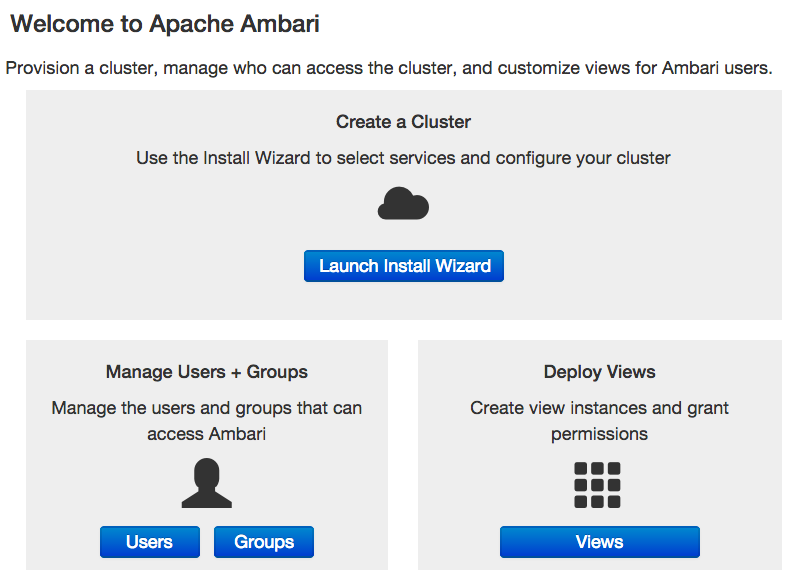 Welcome to Apache Ambari
Provision a cluster, manage who can access the cluster, and customize views for Ambari users.
Create a Cluster
Use the Install Wizard to select services and configure your cluster
Launch Install Wizard
Manage Users + Groups
Manage the users and groups that can
access Ambari
Users
Groups
Deploy Views
Create view instances and grant
permissions
Views